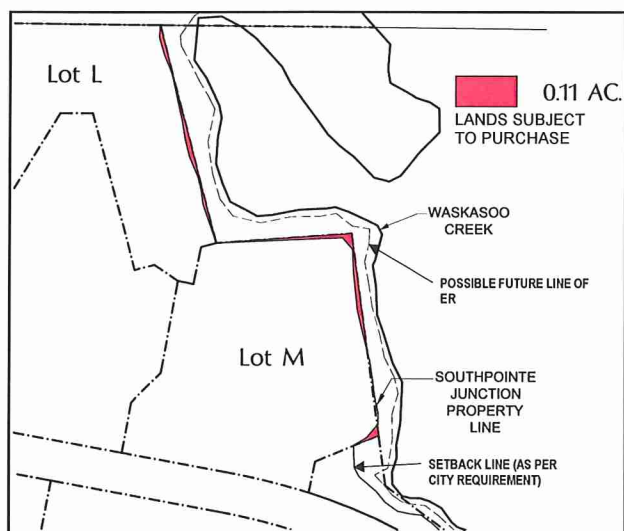 Lot L
0.11 AC.
LANDS SUBJECT
TO PURCHASE
WASKASOO
CREEK
POSSIBLE FUTURE LINE OF
ER
Lot M
SOUTHPOINTE
JUNCTION
PROPERTY
LINE
SETBACK LINE (AS PER
CITY REQUIREMENT)